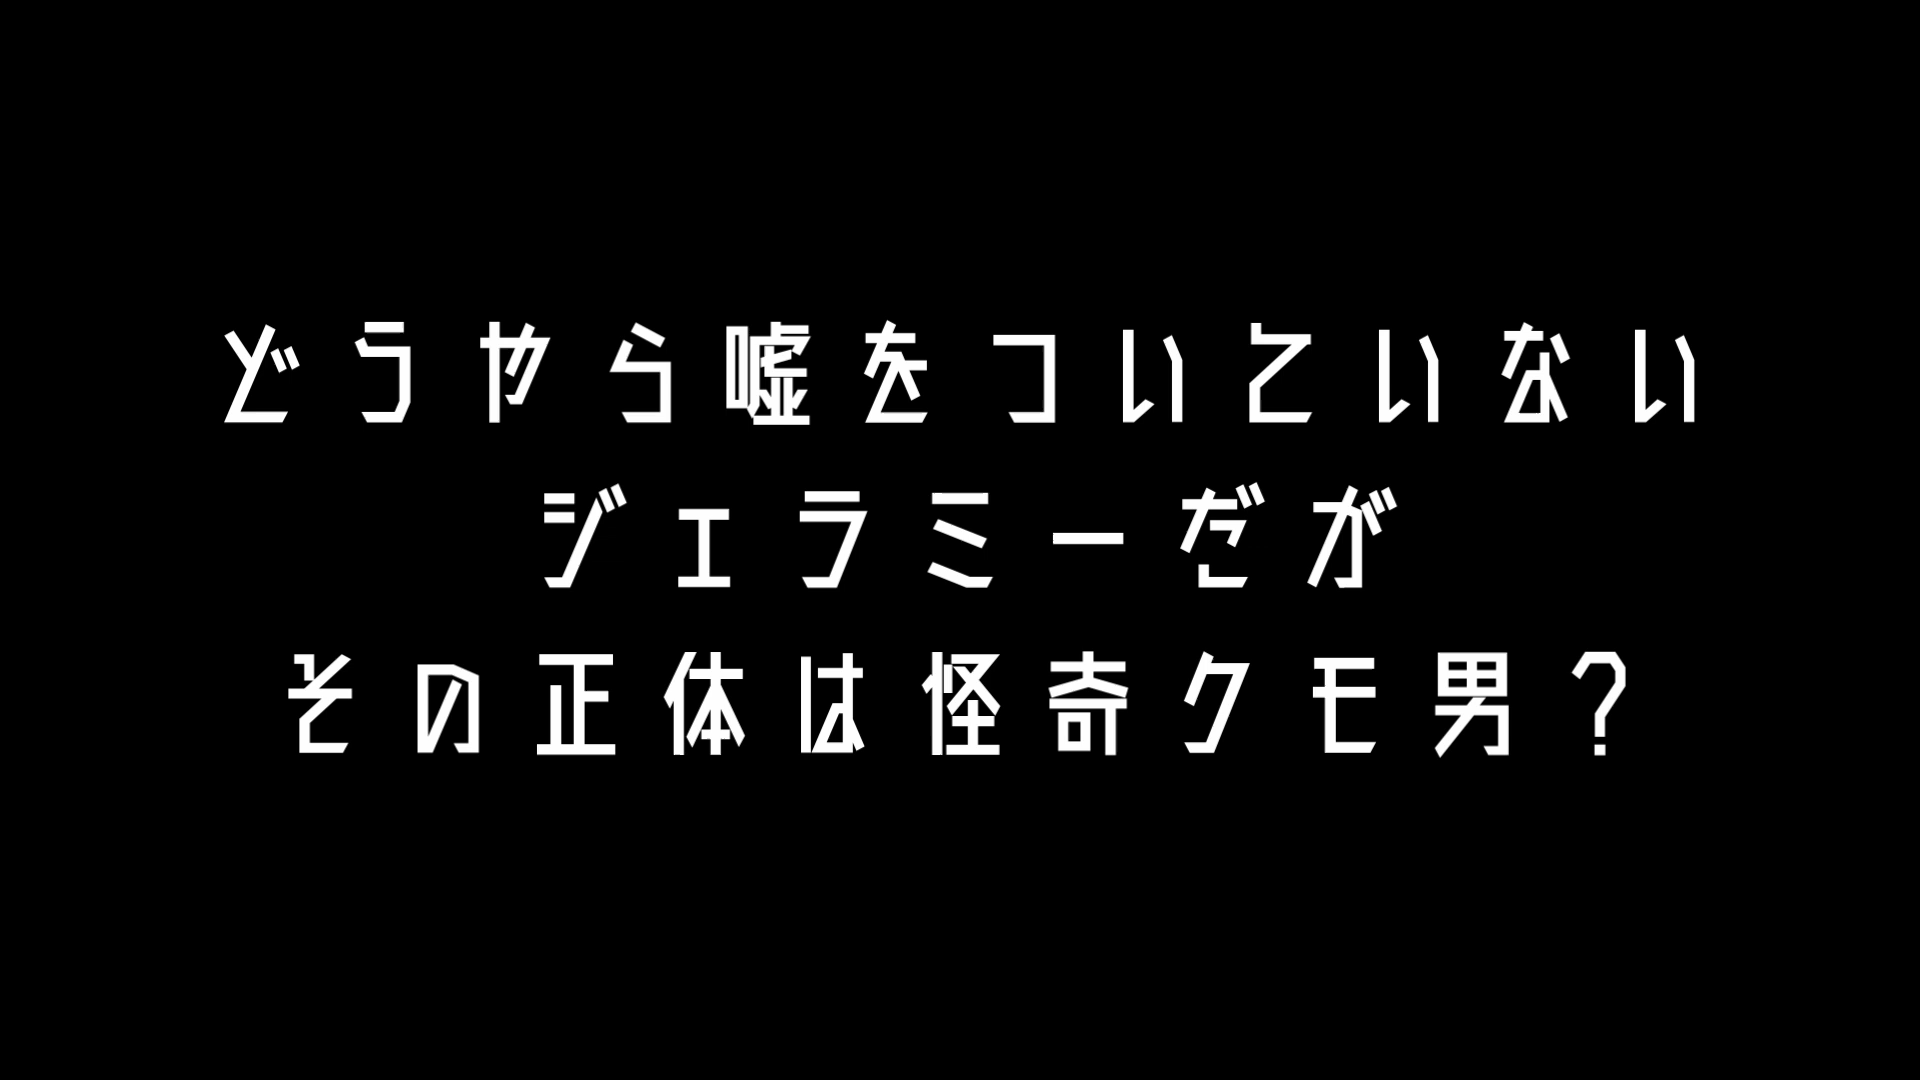 どうやら嘘をついていない
ジェラミーだが
その正体は怪奇クモ男？